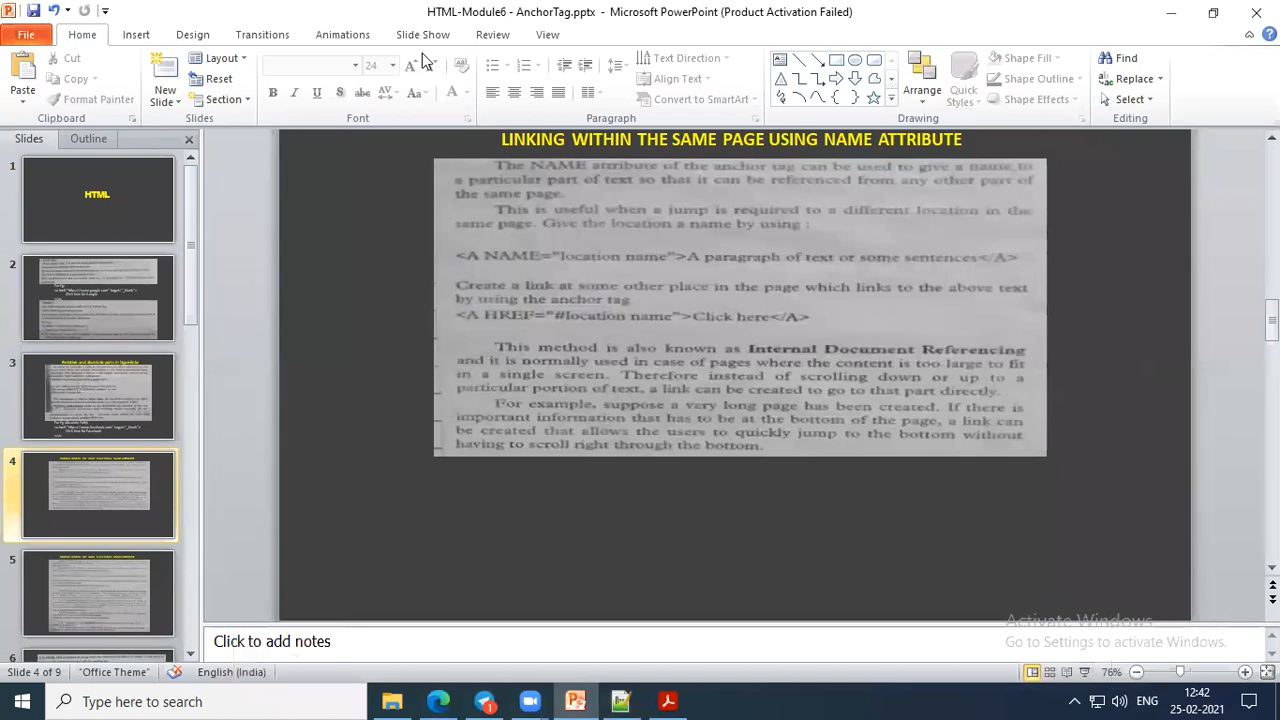 HTML-Module6 - AnchorTag.pptx - Microsoft PowerPoint (Product Activation Failed)
File Home Insert Design Transitions Animations Slide Show Review View
Paste
Cut
Copy
Format Painter
Clipboard
New Slide
Layout
Reset
Section
Slides
24
B I U S abc AV Aa A
Font
Paragraph
Text Direction
Align Text
Convert to SmartArt
Arrange
Quick Styles
Shape Fill
Shape Outline
Shape Effects
Drawing
Find
Replace
Select
Editing
Slides Outline
1
HTML
2
3
4
5
6
LINKING WITHIN THE SAME PAGE USING NAME ATTRIBUTE
The NAME attribute of the anchor tag can be used to give a name to
a particular part of text so that it can be referenced from any other part of
the same page.
This is useful when a jump is required to a different location in the
same page. Give the location a name by using :
<A NAME="location name">A paragraph of text or some sentences</A>
Create a link at some other place in the page which links to the above text
by using the anchor tag
<A HREF="#location name">Click here</A>
This method is also known as Internal Document Referencing
and it is normally used in case of pages where the content is too large to fit
in a single screen. Therefore instead of scrolling down or up to a
particular portion of text, a link can be created to go to that part directly.
For example, suppose a very long page has been created. If there is
important information that has to be at the bottom of the page, a link can
be created that allows the users to quickly jump to the bottom without
having to scroll right through the bottom.
Click to add notes
Activate Windows
Go to Settings to activate Windows.
Slide 4 of 9 "Office Theme" English (India) 76%
Type here to search
ENG
12:42
25-02-2021